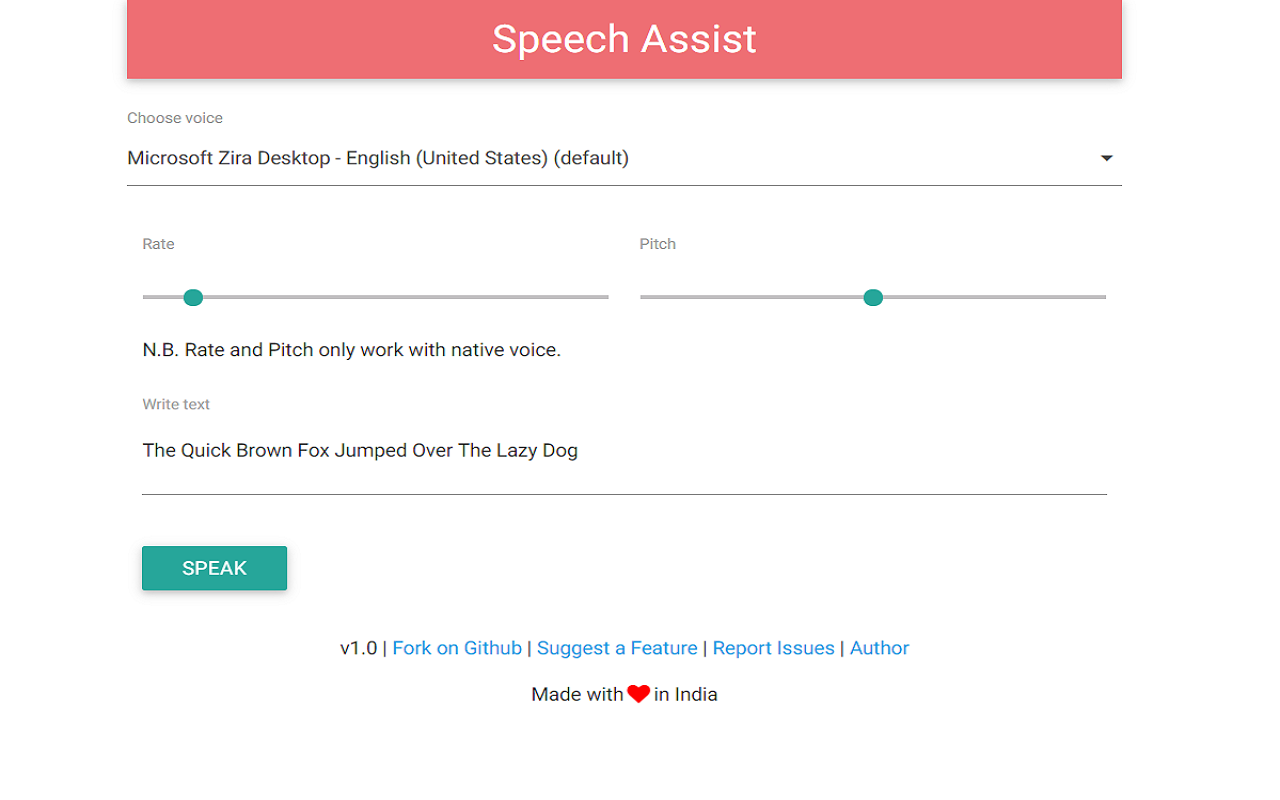 Speech Assist
Choose voice
Microsoft Zira Desktop - English (United States) (default)
Rate
Pitch
N.B. Rate and Pitch only work with native voice.
Write text
The Quick Brown Fox Jumped Over The Lazy Dog
SPEAK
v1.0 | Fork on Github | Suggest a Feature | Report Issues | Author
Made with ❤ in India